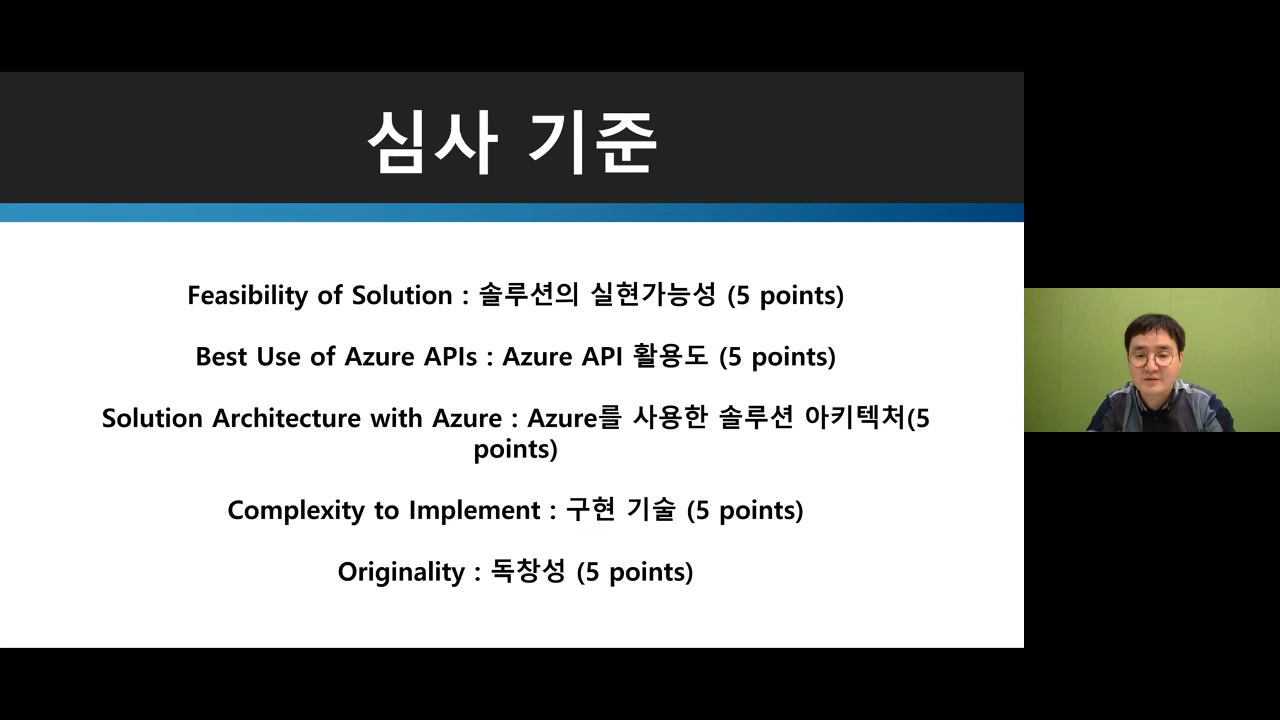 심사 기준
Feasibility of Solution : 솔루션의 실현가능성 (5 points)
Best Use of Azure APIs : Azure API 활용도 (5 points)
Solution Architecture with Azure : Azure를 사용한 솔루션 아키텍처(5
points)
Complexity to Implement : 구현 기술 (5 points)
Originality : 독창성 (5 points)